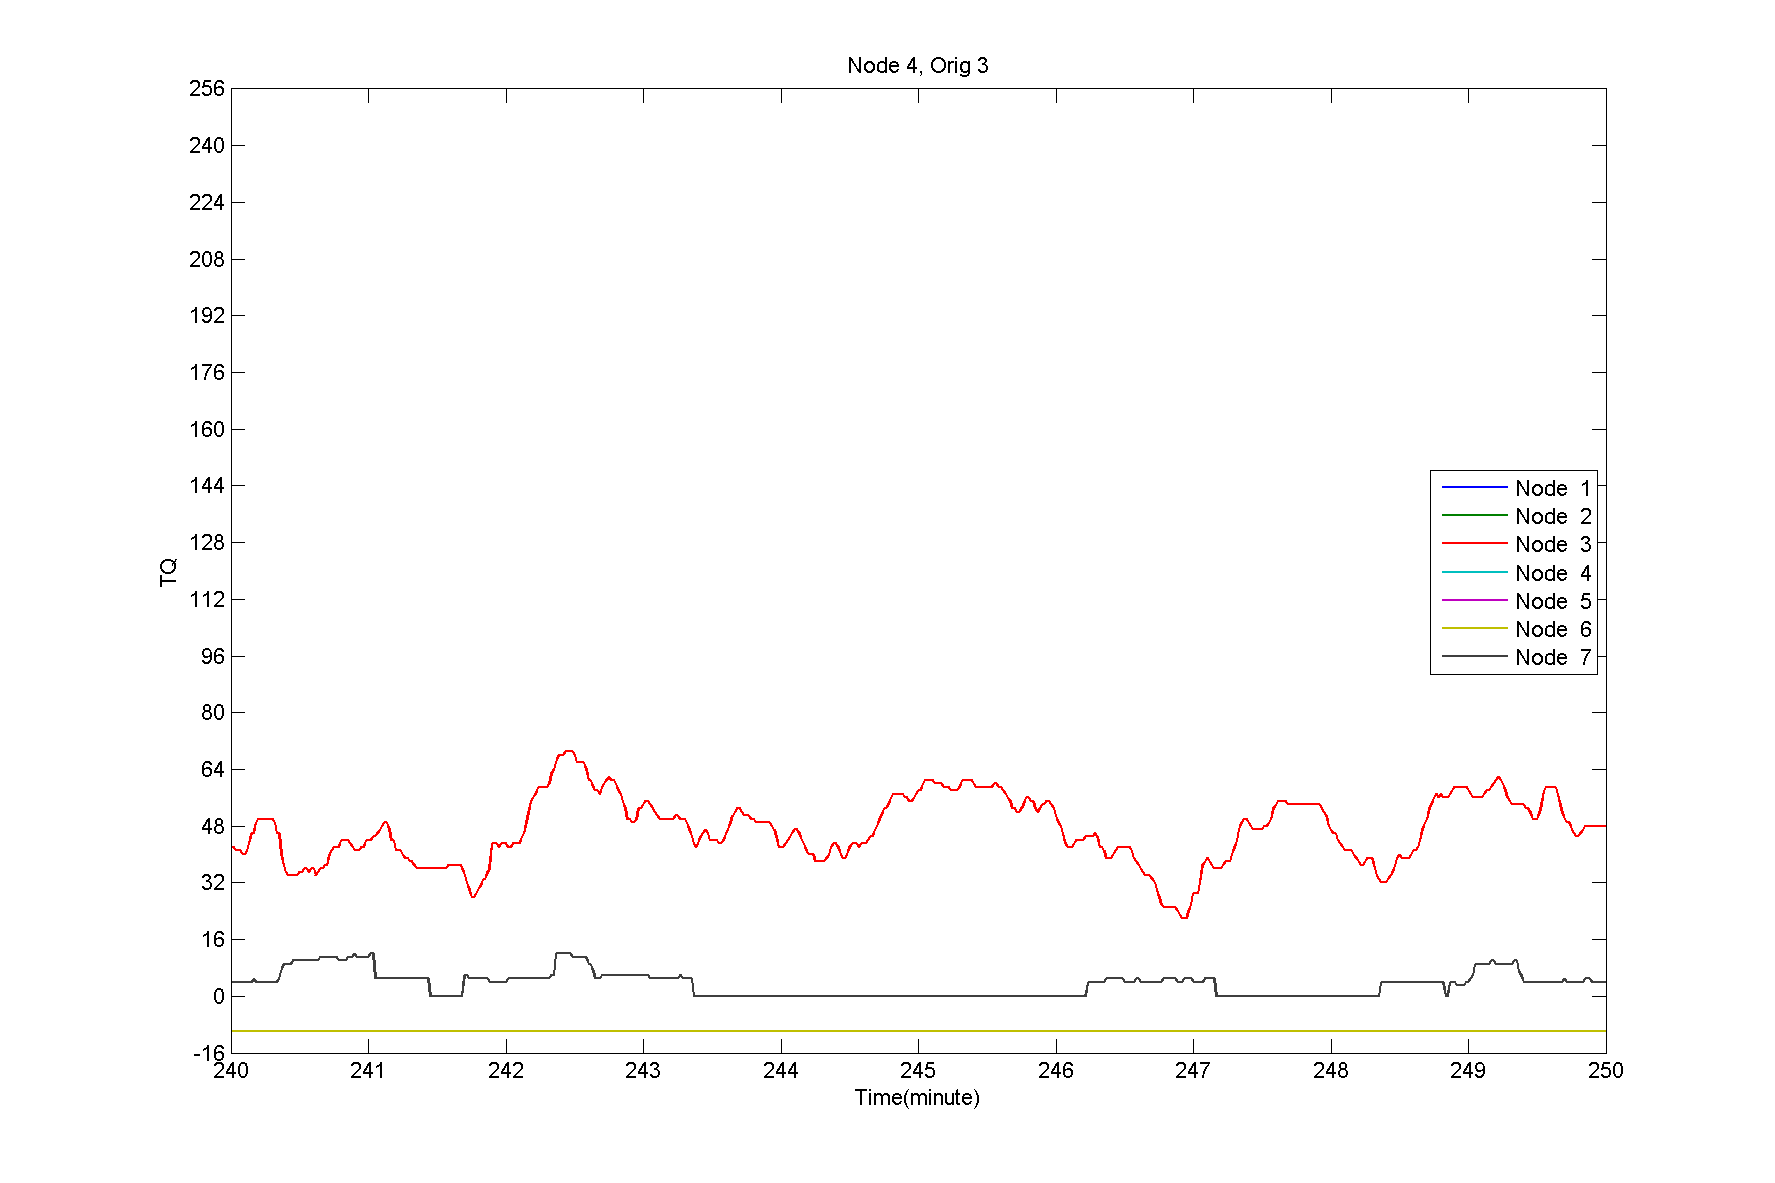 Node 4, Orig 3
256
240
224
208
192
176
160
144
128
112
96
80
64
48
32
16
0
-16
TQ
Node 1
Node 2
Node 3
Node 4
Node 5
Node 6
Node 7
240 241 242 243 244 245 246 247 248 249 250
Time(minute)